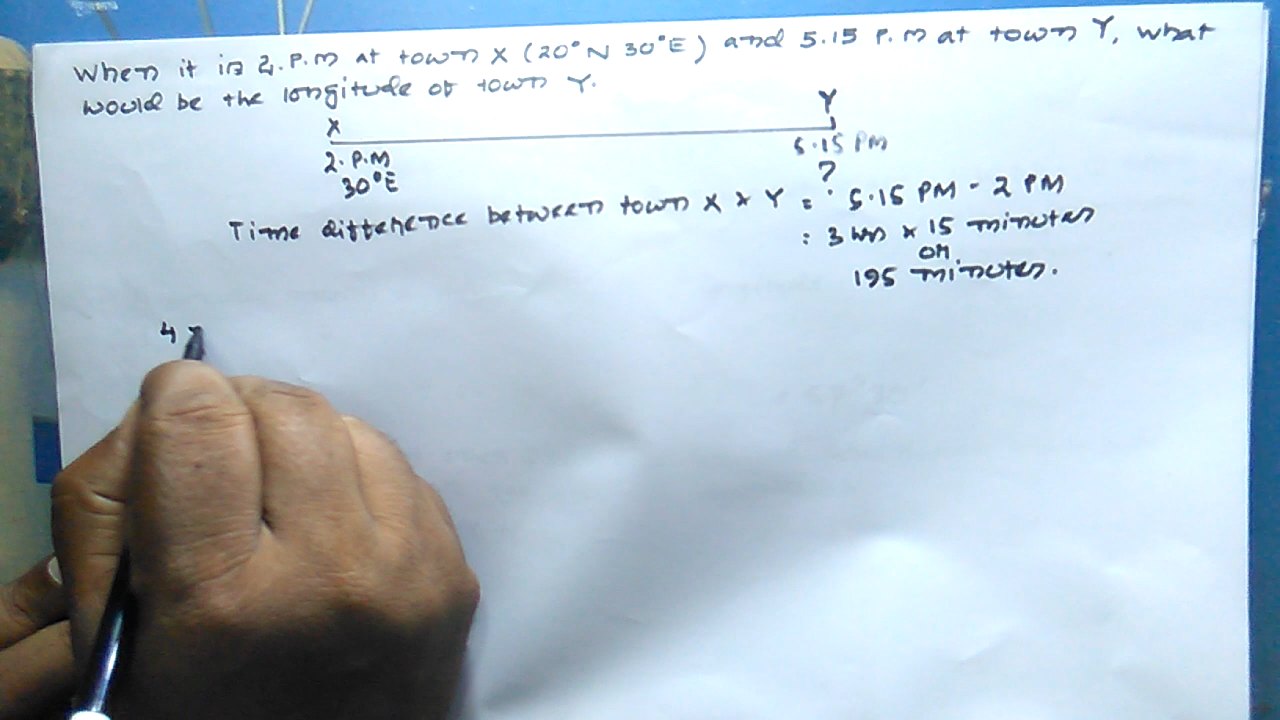 When it is 2.P.M at town X (20°N 30°E) and 5.15 P.M at town Y, what
would be the longitude of town Y.
X Y
2. P.M 5.15 PM
30°E ?
Time difference between town X & Y = 5.15 PM - 2 PM
= 3 hrs & 15 minutes
or
195 minutes.
4